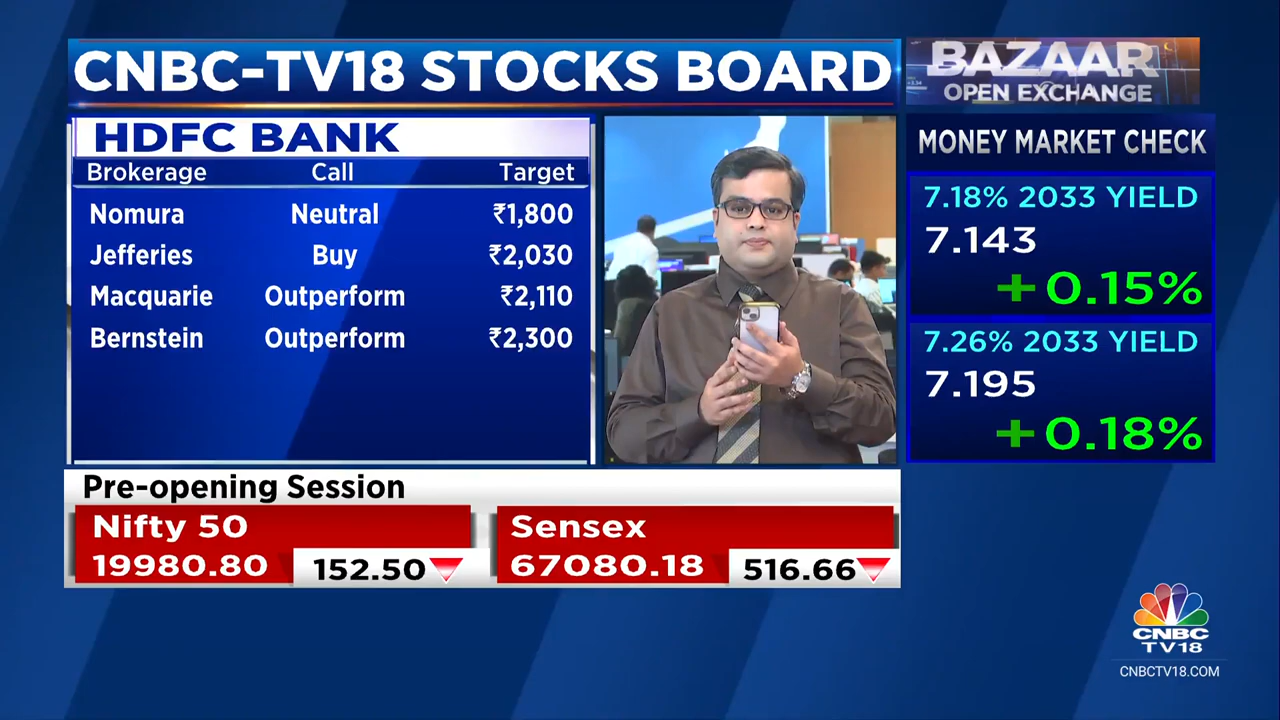 CNBC-TV18 STOCKS BOARD
BAZAAR
OPEN EXCHANGE
HDFC BANK
Brokerage Call Target
Nomura Neutral ₹1,800
Jefferies Buy ₹2,030
Macquarie Outperform ₹2,110
Bernstein Outperform ₹2,300
MONEY MARKET CHECK
7.18% 2033 YIELD
7.143
+0.15%
7.26% 2033 YIELD
7.195
+0.18%
Pre-opening Session
Nifty 50
19980.80 152.50
Sensex
67080.18 516.66
CNBC
TV18
CNBCTV18.COM